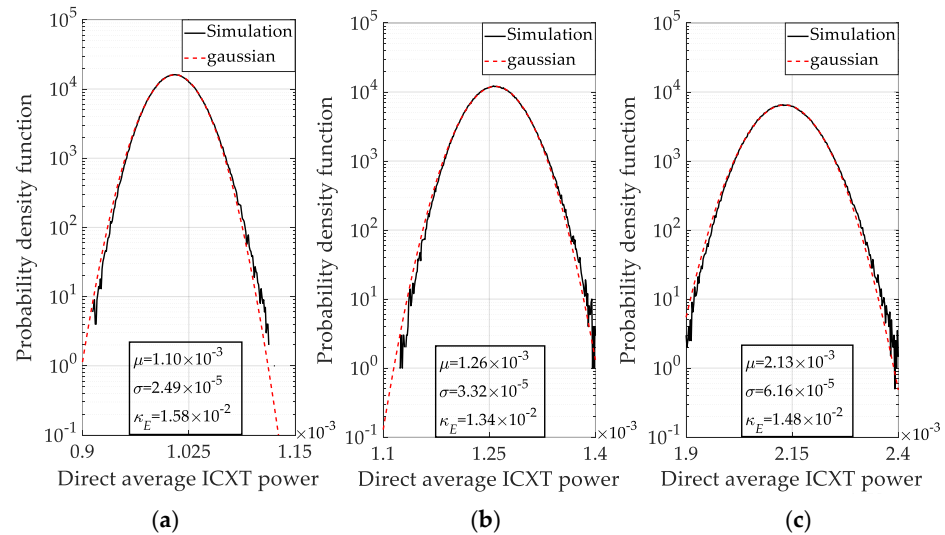 10^5
10^4
10^3
10^2
10^1
10^0
10^-1
Probability density function
Simulation
gaussian
μ=1.10×10^-3
σ=2.49×10^-5
κ_E=1.58×10^-2
0.9
1.025
1.15
×10^-3
Direct average ICXT power
(a)
10^5
10^4
10^3
10^2
10^1
10^0
10^-1
Probability density function
Simulation
gaussian
μ=1.26×10^-3
σ=3.32×10^-5
κ_E=1.34×10^-2
1.1
1.25
1.4
×10^-3
Direct average ICXT power
(b)
10^5
10^4
10^3
10^2
10^1
10^0
10^-1
Probability density function
Simulation
gaussian
μ=2.13×10^-3
σ=6.16×10^-5
κ_E=1.48×10^-2
1.9
2.15
2.4
×10^-3
Direct average ICXT power
(c)